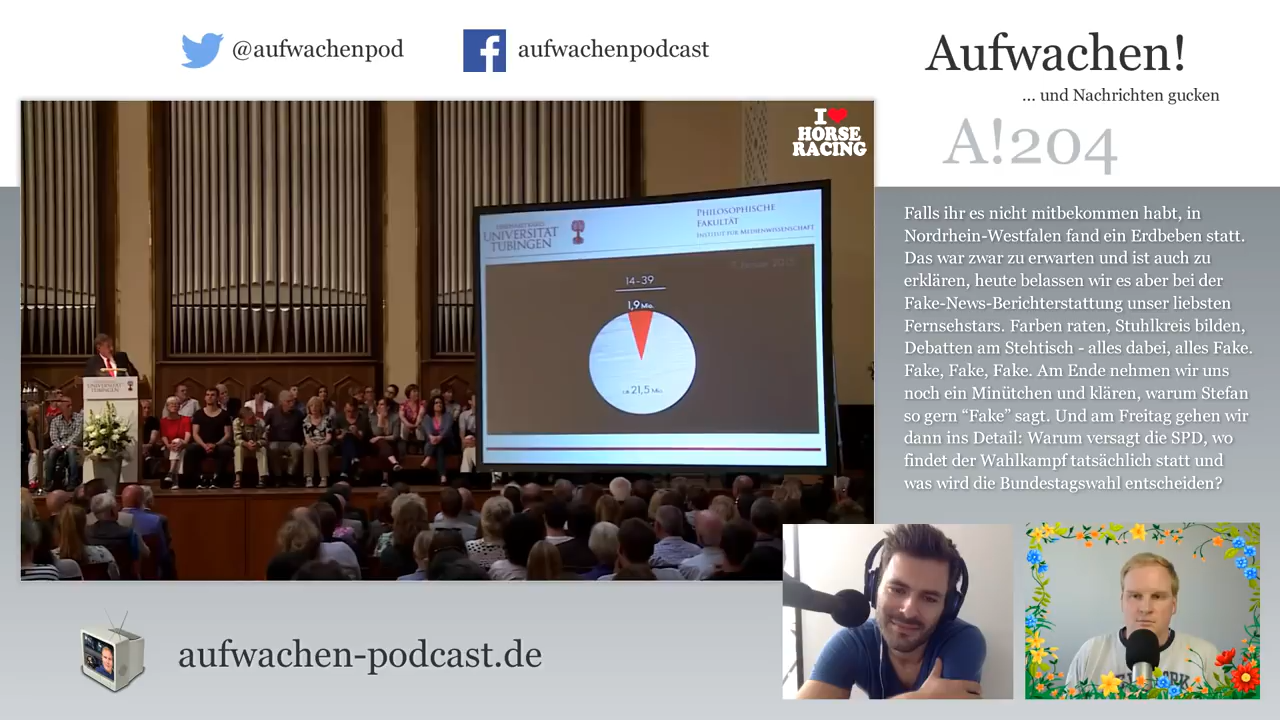 @aufwachenpod
aufwachenpodcast
Aufwachen!
... und Nachrichten gucken
A!204
I
HORSE
RACING
UNIVERSITÄT
TÜBINGEN
PHILOSOPHISCHE
FAKULTÄT
INSTITUT FÜR MEDIENWISSENSCHAFT
14-39
1,9 Mio.
21,5 Mio.
UNIVERSITÄT
TÜBINGEN
Falls ihr es nicht mitbekommen habt, in
Nordrhein-Westfalen fand ein Erdbeben statt.
Das war zwar zu erwarten und ist auch zu
erklären, heute belassen wir es aber bei der
Fake-News-Berichterstattung unser liebsten
Fernsehstars. Farben raten, Stuhlkreis bilden,
Debatten am Stehtisch - alles dabei, alles Fake.
Fake, Fake, Fake. Am Ende nehmen wir uns
noch ein Minütchen und klären, warum Stefan
so gern “Fake” sagt. Und am Freitag gehen wir
dann ins Detail: Warum versagt die SPD, wo
findet der Wahlkampf tatsächlich statt und
was wird die Bundestagswahl entscheiden?
aufwachen-podcast.de